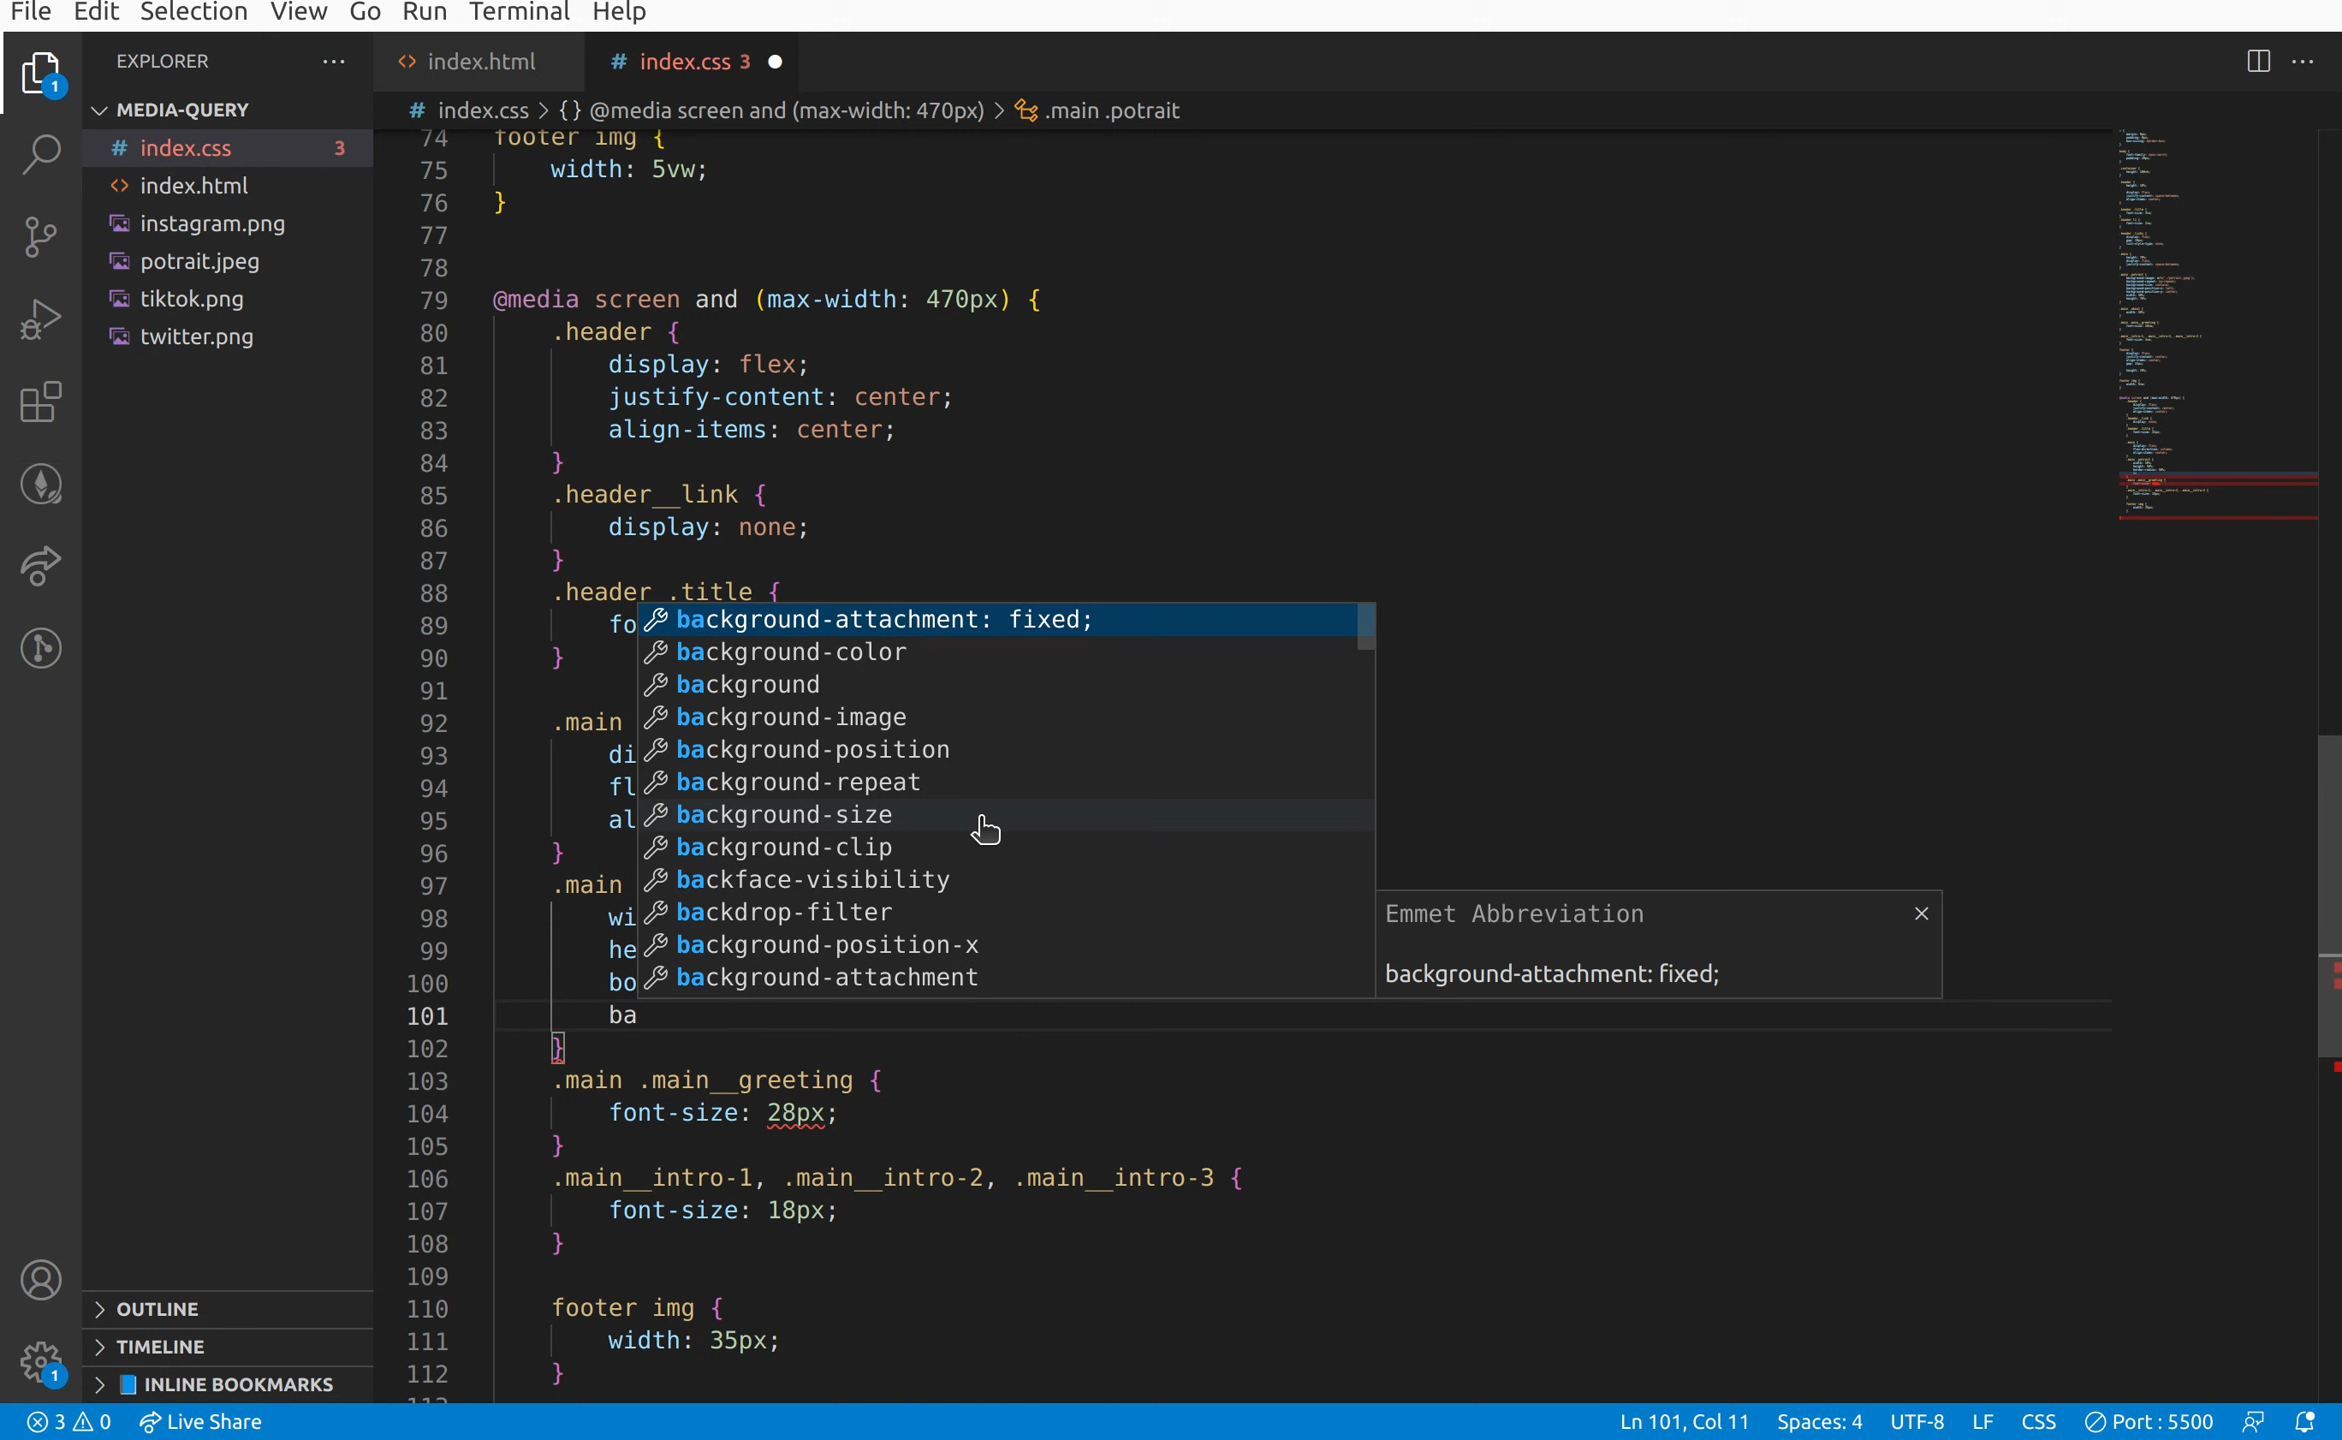 File Edit Selection View Go Run Terminal Help
EXPLORER ···
index.html
# index.css 3
# index.css > {} @media screen and (max-width: 470px) > .main .potrait
MEDIA-QUERY
# index.css 3
index.html
instagram.png
potrait.jpeg
tiktok.png
twitter.png
OUTLINE
TIMELINE
INLINE BOOKMARKS
1
1
74 footer img {
75 width: 5vw;
76 }
77
78
79 @media screen and (max-width: 470px) {
80 .header {
81 display: flex;
82 justify-content: center;
83 align-items: center;
84 }
85 .header__link {
86 display: none;
87 }
88 .header .title {
89 fo
90 }
91
92 .main
93 di
94 fl
95 al
96 }
97 .main
98 wi
99 he
100 bo
101 ba
102 }
103 .main .main__greeting {
104 font-size: 28px;
105 }
106 .main__intro-1, .main__intro-2, .main__intro-3 {
107 font-size: 18px;
108 }
109
110 footer img {
111 width: 35px;
112 }
background-attachment: fixed;
background-color
background
background-image
background-position
background-repeat
background-size
background-clip
backface-visibility
backdrop-filter
background-position-x
background-attachment
Emmet Abbreviation
background-attachment: fixed;
3 0 Live Share
Ln 101, Col 11 Spaces: 4 UTF-8 LF CSS Port : 5500